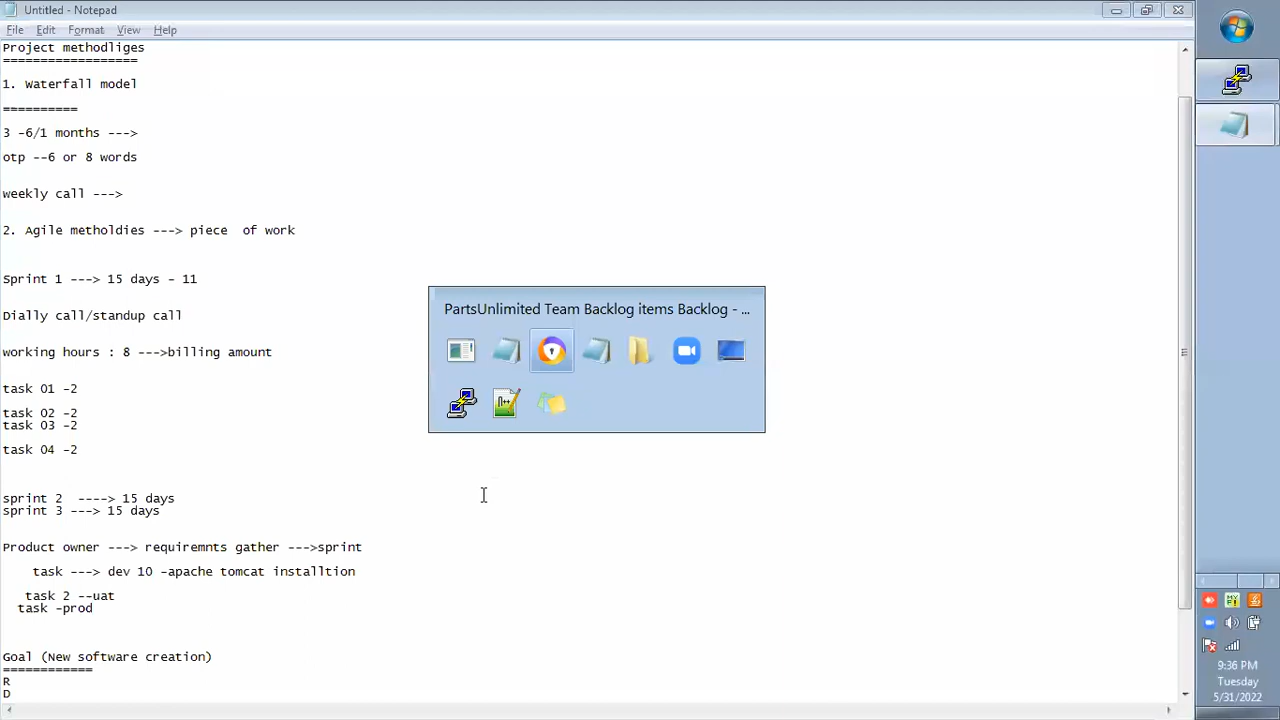 Untitled - Notepad
File Edit Format View Help
Project methodliges
==================
1. Waterfall model
==========
3 -6/1 months --->
otp --6 or 8 words
weekly call --->
2. Agile metholdies ---> piece  of work
Sprint 1 ---> 15 days - 11
Dially call/standup call
working hours : 8 --->billing amount
task 01 -2
task 02 -2
task 03 -2
task 04 -2
sprint 2  ----> 15 days
sprint 3 ---> 15 days
Product owner ---> requiremnts gather --->sprint
task ---> dev 10 -apache tomcat installtion
task 2 --uat
task -prod
Goal (New software creation)
============
R
D
PartsUnlimited Team Backlog items Backlog - ...
9:36 PM
Tuesday
5/31/2022